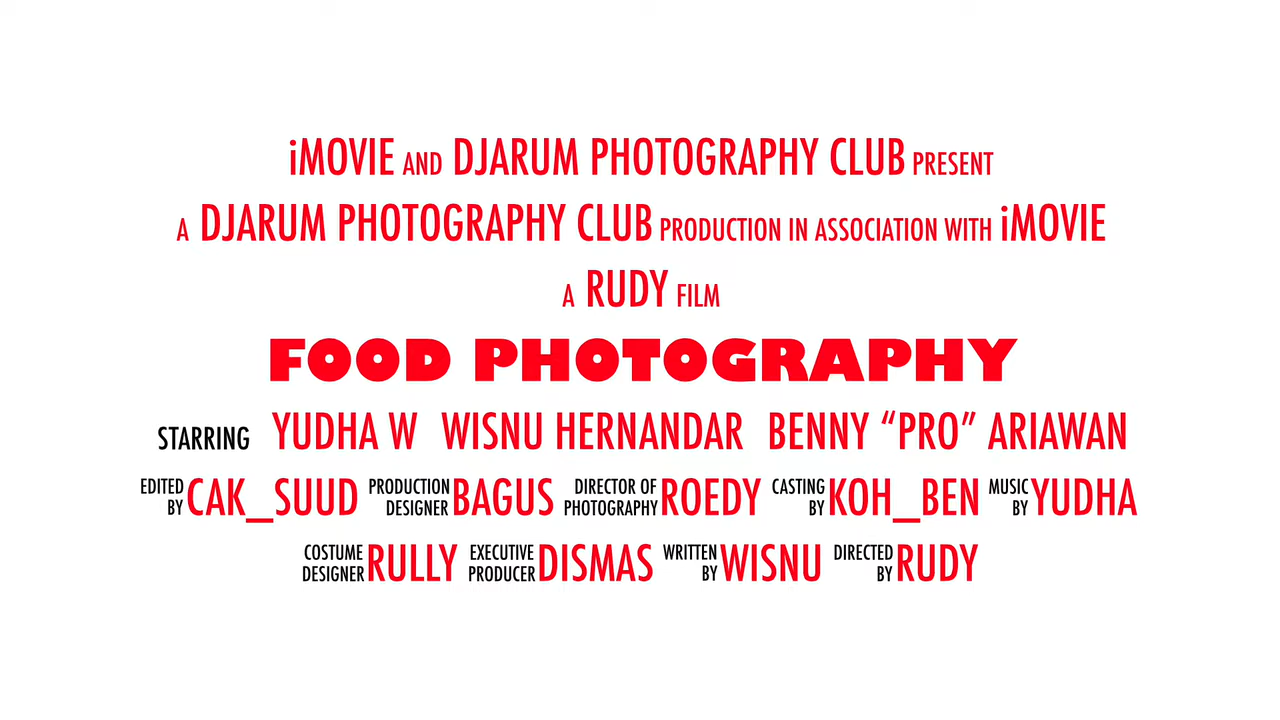 iMOVIE AND DJARUM PHOTOGRAPHY CLUB PRESENT
A DJARUM PHOTOGRAPHY CLUB PRODUCTION IN ASSOCIATION WITH iMOVIE
A RUDY FILM
FOOD PHOTOGRAPHY
STARRING YUDHA W WISNU HERNANDAR BENNY “PRO” ARIAWAN
EDITED BY CAK_SUUD PRODUCTION DESIGNER BAGUS DIRECTOR OF PHOTOGRAPHY ROEDY CASTING BY KOH_BEN MUSIC BY YUDHA
COSTUME DESIGNER RULLY EXECUTIVE PRODUCER DISMAS WRITTEN BY WISNU DIRECTED BY RUDY